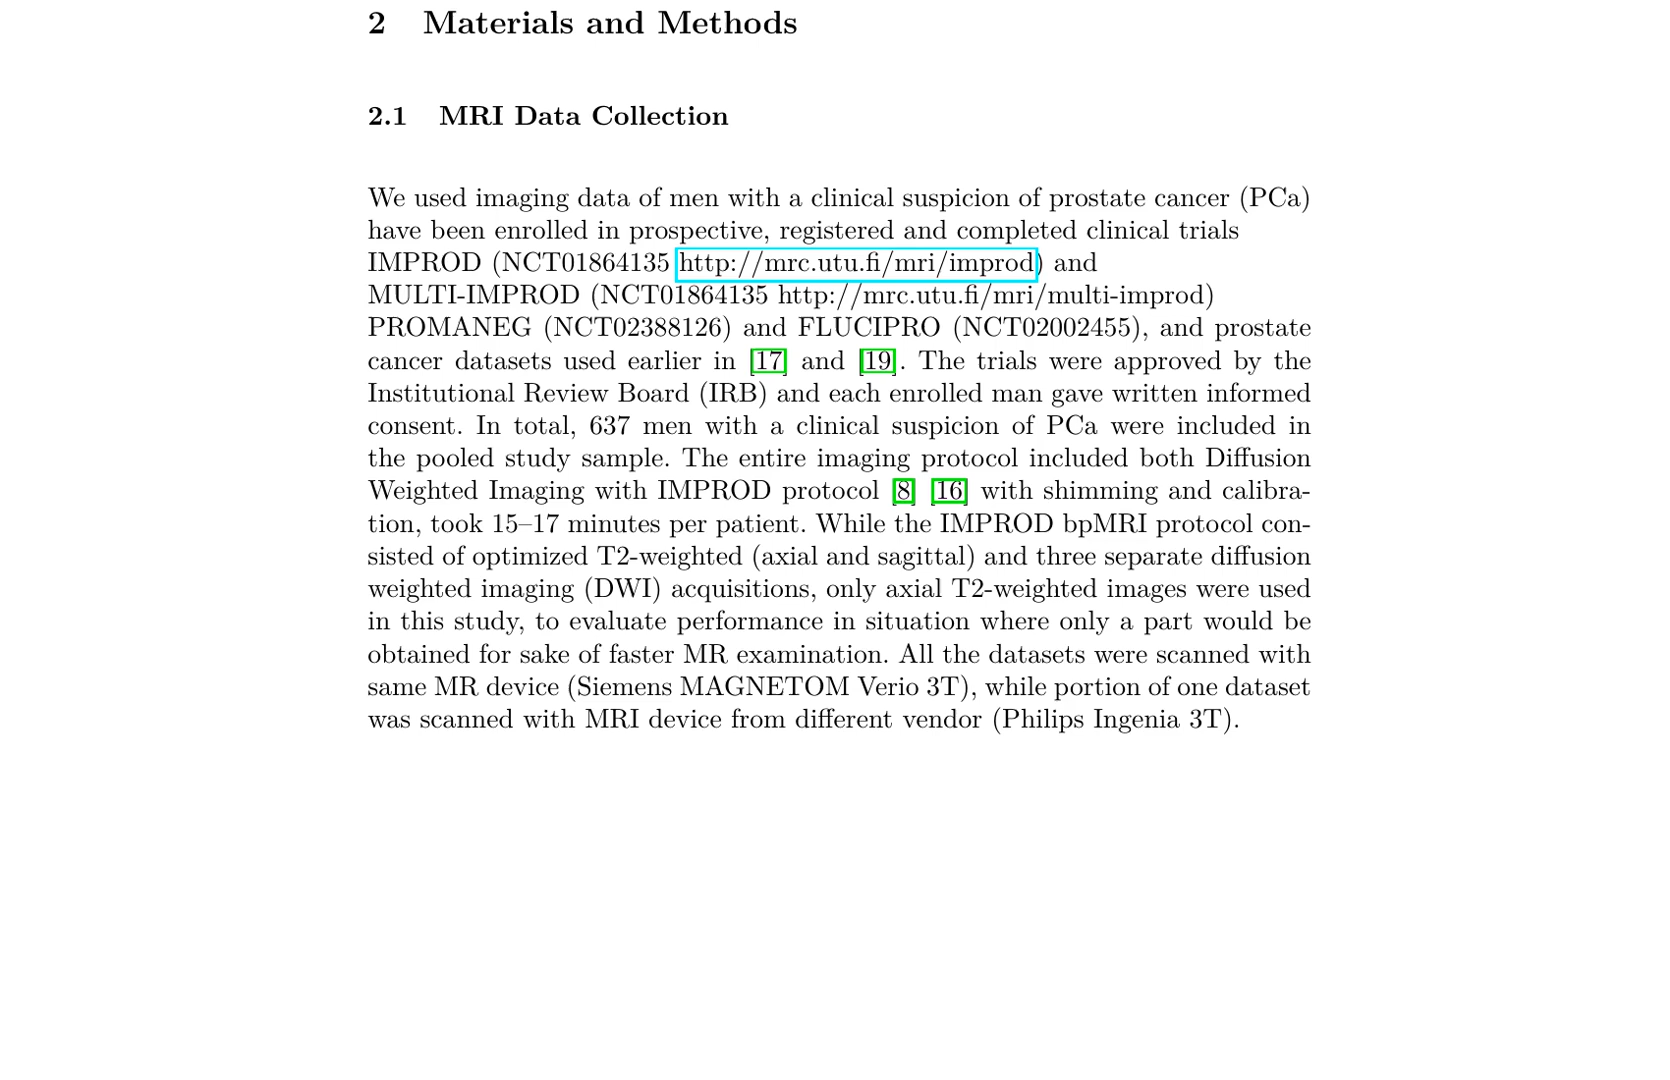 2 Materials and Methods
2.1 MRI Data Collection
We used imaging data of men with a clinical suspicion of prostate cancer (PCa)
have been enrolled in prospective, registered and completed clinical trials
IMPROD (NCT01864135 http://mrc.utu.fi/mri/improd) and
MULTI-IMPROD (NCT01864135 http://mrc.utu.fi/mri/multi-improd)
PROMANEG (NCT02388126) and FLUCIPRO (NCT02002455), and prostate
cancer datasets used earlier in [17] and [19]. The trials were approved by the
Institutional Review Board (IRB) and each enrolled man gave written informed
consent. In total, 637 men with a clinical suspicion of PCa were included in
the pooled study sample. The entire imaging protocol included both Diffusion
Weighted Imaging with IMPROD protocol [8] [16] with shimming and calibra-
tion, took 15–17 minutes per patient. While the IMPROD bpMRI protocol con-
sisted of optimized T2-weighted (axial and sagittal) and three separate diffusion
weighted imaging (DWI) acquisitions, only axial T2-weighted images were used
in this study, to evaluate performance in situation where only a part would be
obtained for sake of faster MR examination. All the datasets were scanned with
same MR device (Siemens MAGNETOM Verio 3T), while portion of one dataset
was scanned with MRI device from different vendor (Philips Ingenia 3T).